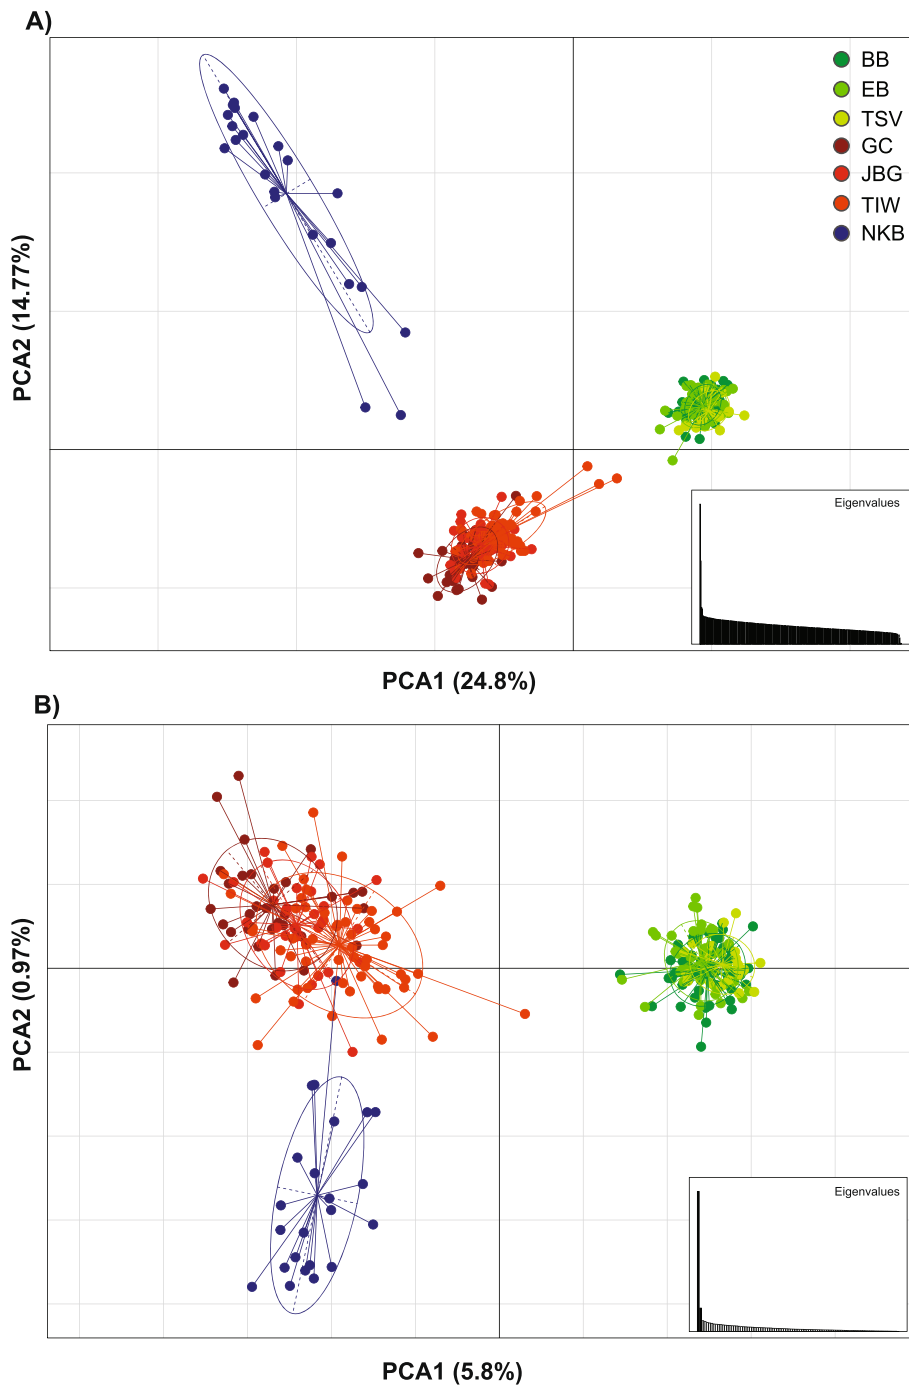 A)
BB
EB
TSV
GC
JBG
TIW
NKB
PCA2 (14.77%)
Eigenvalues
PCA1 (24.8%)
B)
PCA2 (0.97%)
Eigenvalues
PCA1 (5.8%)